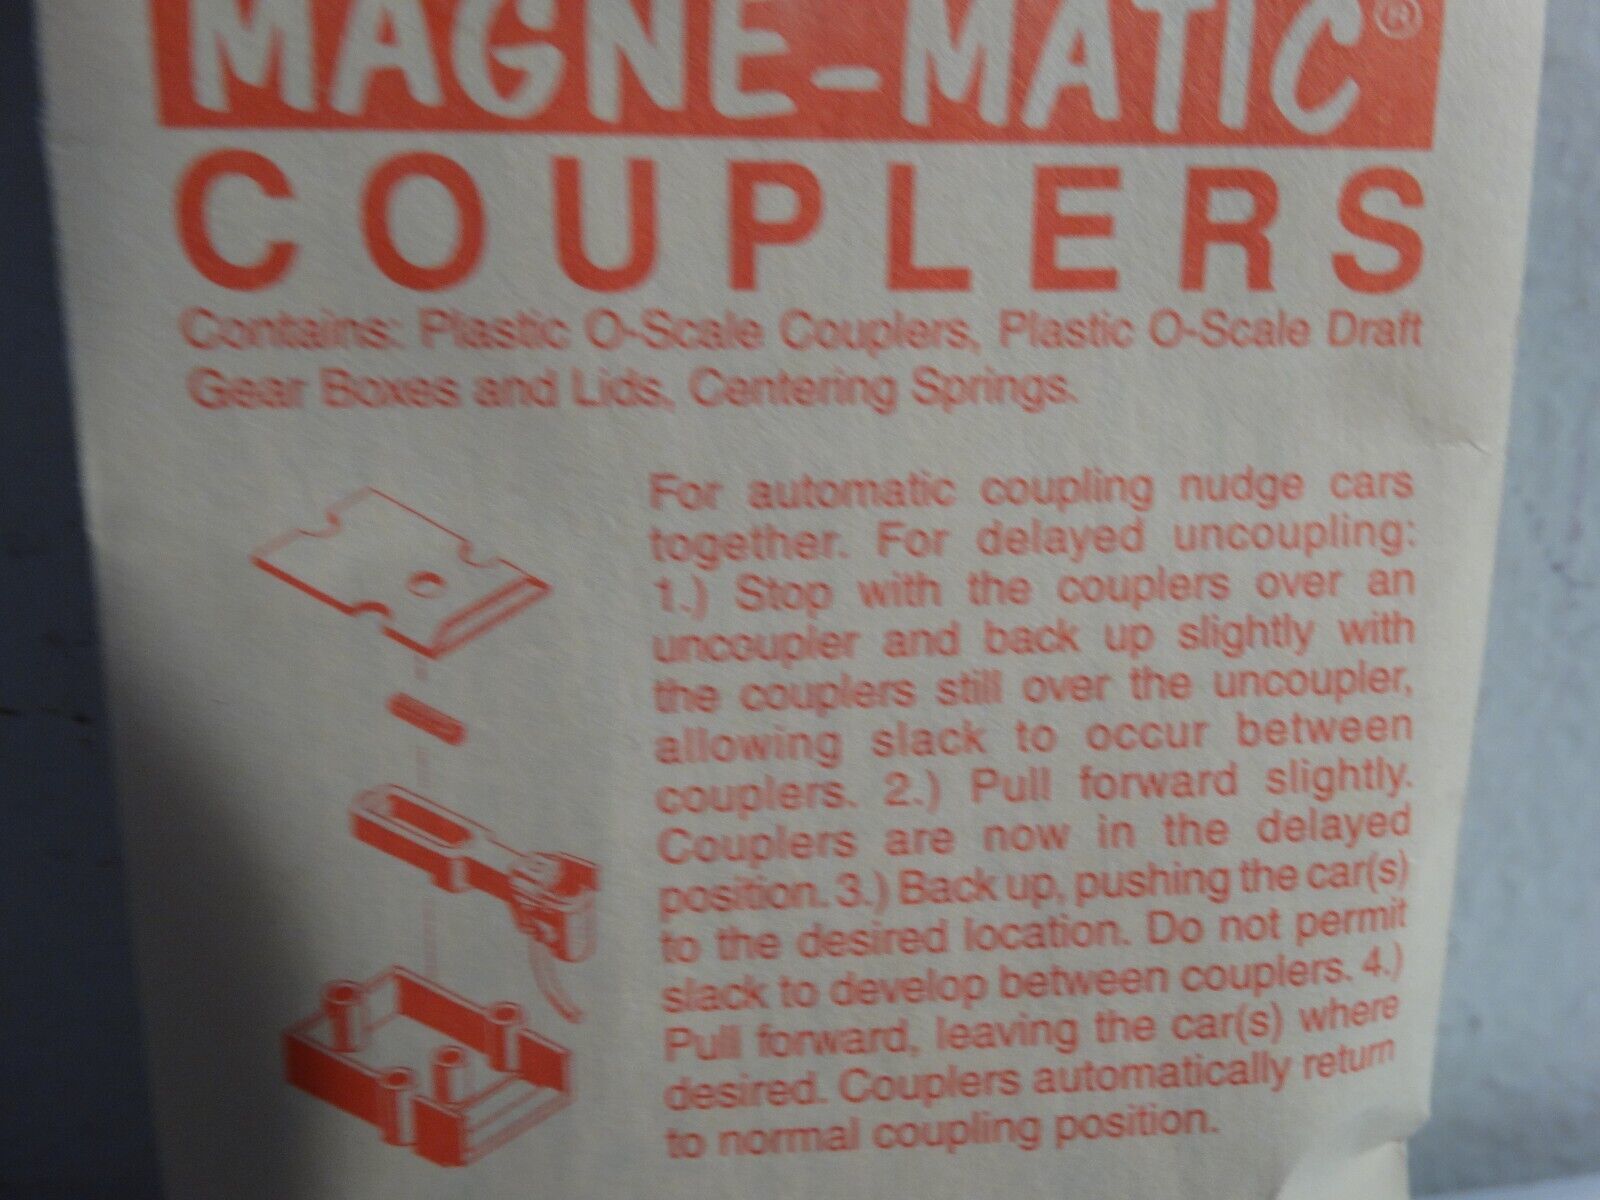 MAGNE-MATIC®
COUPLERS
Contains: Plastic O-Scale Couplers, Plastic O-Scale Draft
Gear Boxes and Lids, Centering Springs.
For automatic coupling nudge cars
together. For delayed uncoupling:
1.) Stop with the couplers over an
uncoupler and back up slightly with
the couplers still over the uncoupler,
allowing slack to occur between
couplers. 2.) Pull forward slightly.
Couplers are now in the delayed
position. 3.) Back up, pushing the car(s)
to the desired location. Do not permit
slack to develop between couplers. 4.)
Pull forward, leaving the car(s) where
desired. Couplers automatically return
to normal coupling position.